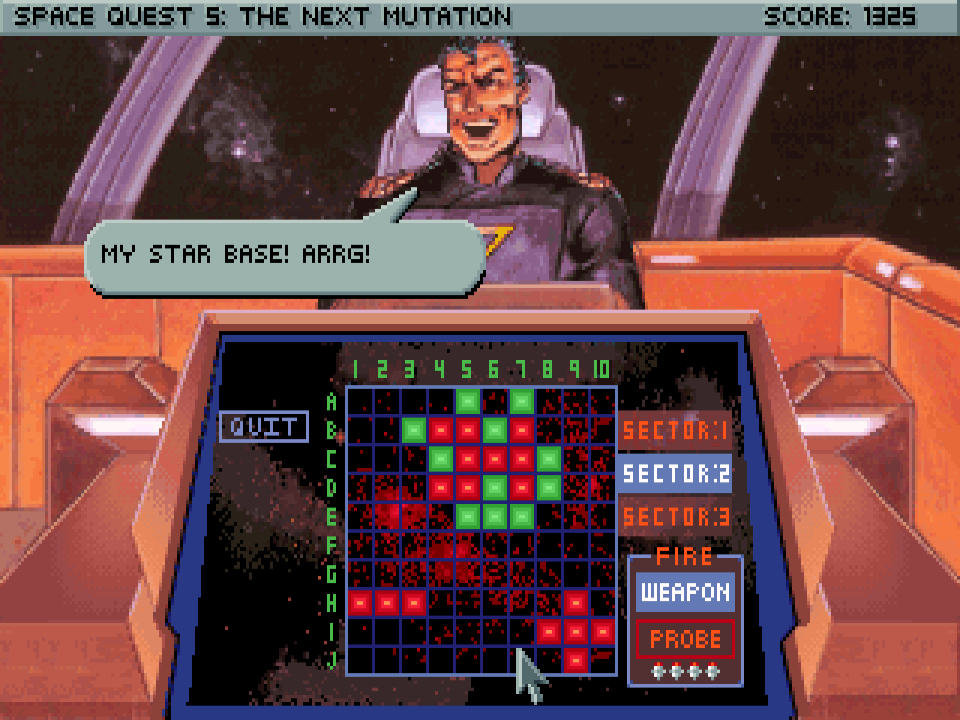 SPACE QUEST 5: THE NEXT MUTATION SCORE: 1325
MY STAR BASE! ARRG!
1 2 3 4 5 6 7 8 9 10
A
B
C
D
E
F
G
H
I
J
QUIT
SECTOR:1
SECTOR:2
SECTOR:3
FIRE
WEAPON
PROBE